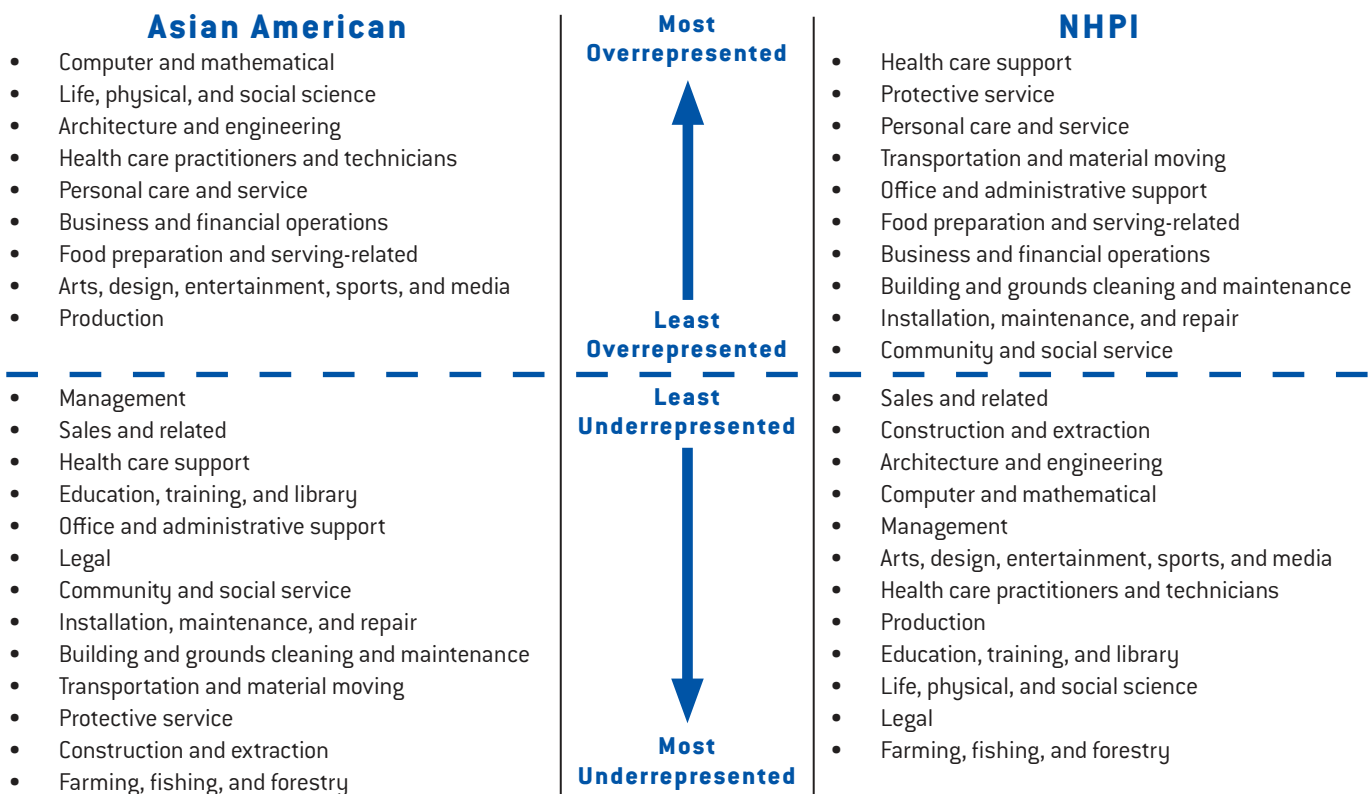 Asian American
• Computer and mathematical
• Life, physical, and social science
• Architecture and engineering
• Health care practitioners and technicians
• Personal care and service
• Business and financial operations
• Food preparation and serving-related
• Arts, design, entertainment, sports, and media
• Production
• Management
• Sales and related
• Health care support
• Education, training, and library
• Office and administrative support
• Legal
• Community and social service
• Installation, maintenance, and repair
• Building and grounds cleaning and maintenance
• Transportation and material moving
• Protective service
• Construction and extraction
• Farming, fishing, and forestry
Most
Overrepresented
Least
Overrepresented
Least
Underrepresented
Most
Underrepresented
NHPI
• Health care support
• Protective service
• Personal care and service
• Transportation and material moving
• Office and administrative support
• Food preparation and serving-related
• Business and financial operations
• Building and grounds cleaning and maintenance
• Installation, maintenance, and repair
• Community and social service
• Sales and related
• Construction and extraction
• Architecture and engineering
• Computer and mathematical
• Management
• Arts, design, entertainment, sports, and media
• Health care practitioners and technicians
• Production
• Education, training, and library
• Life, physical, and social science
• Legal
• Farming, fishing, and forestry